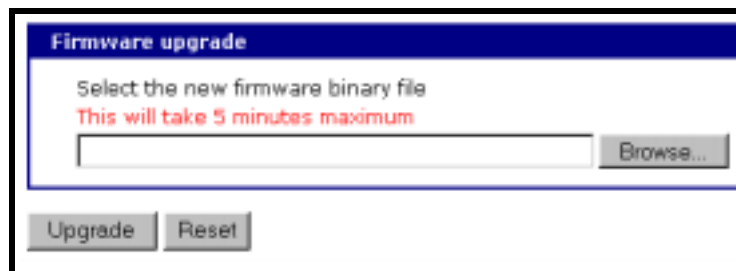 Firmware upgrade
Select the new firmware binary file
This will take 5 minutes maximum
Browse...
Upgrade Reset